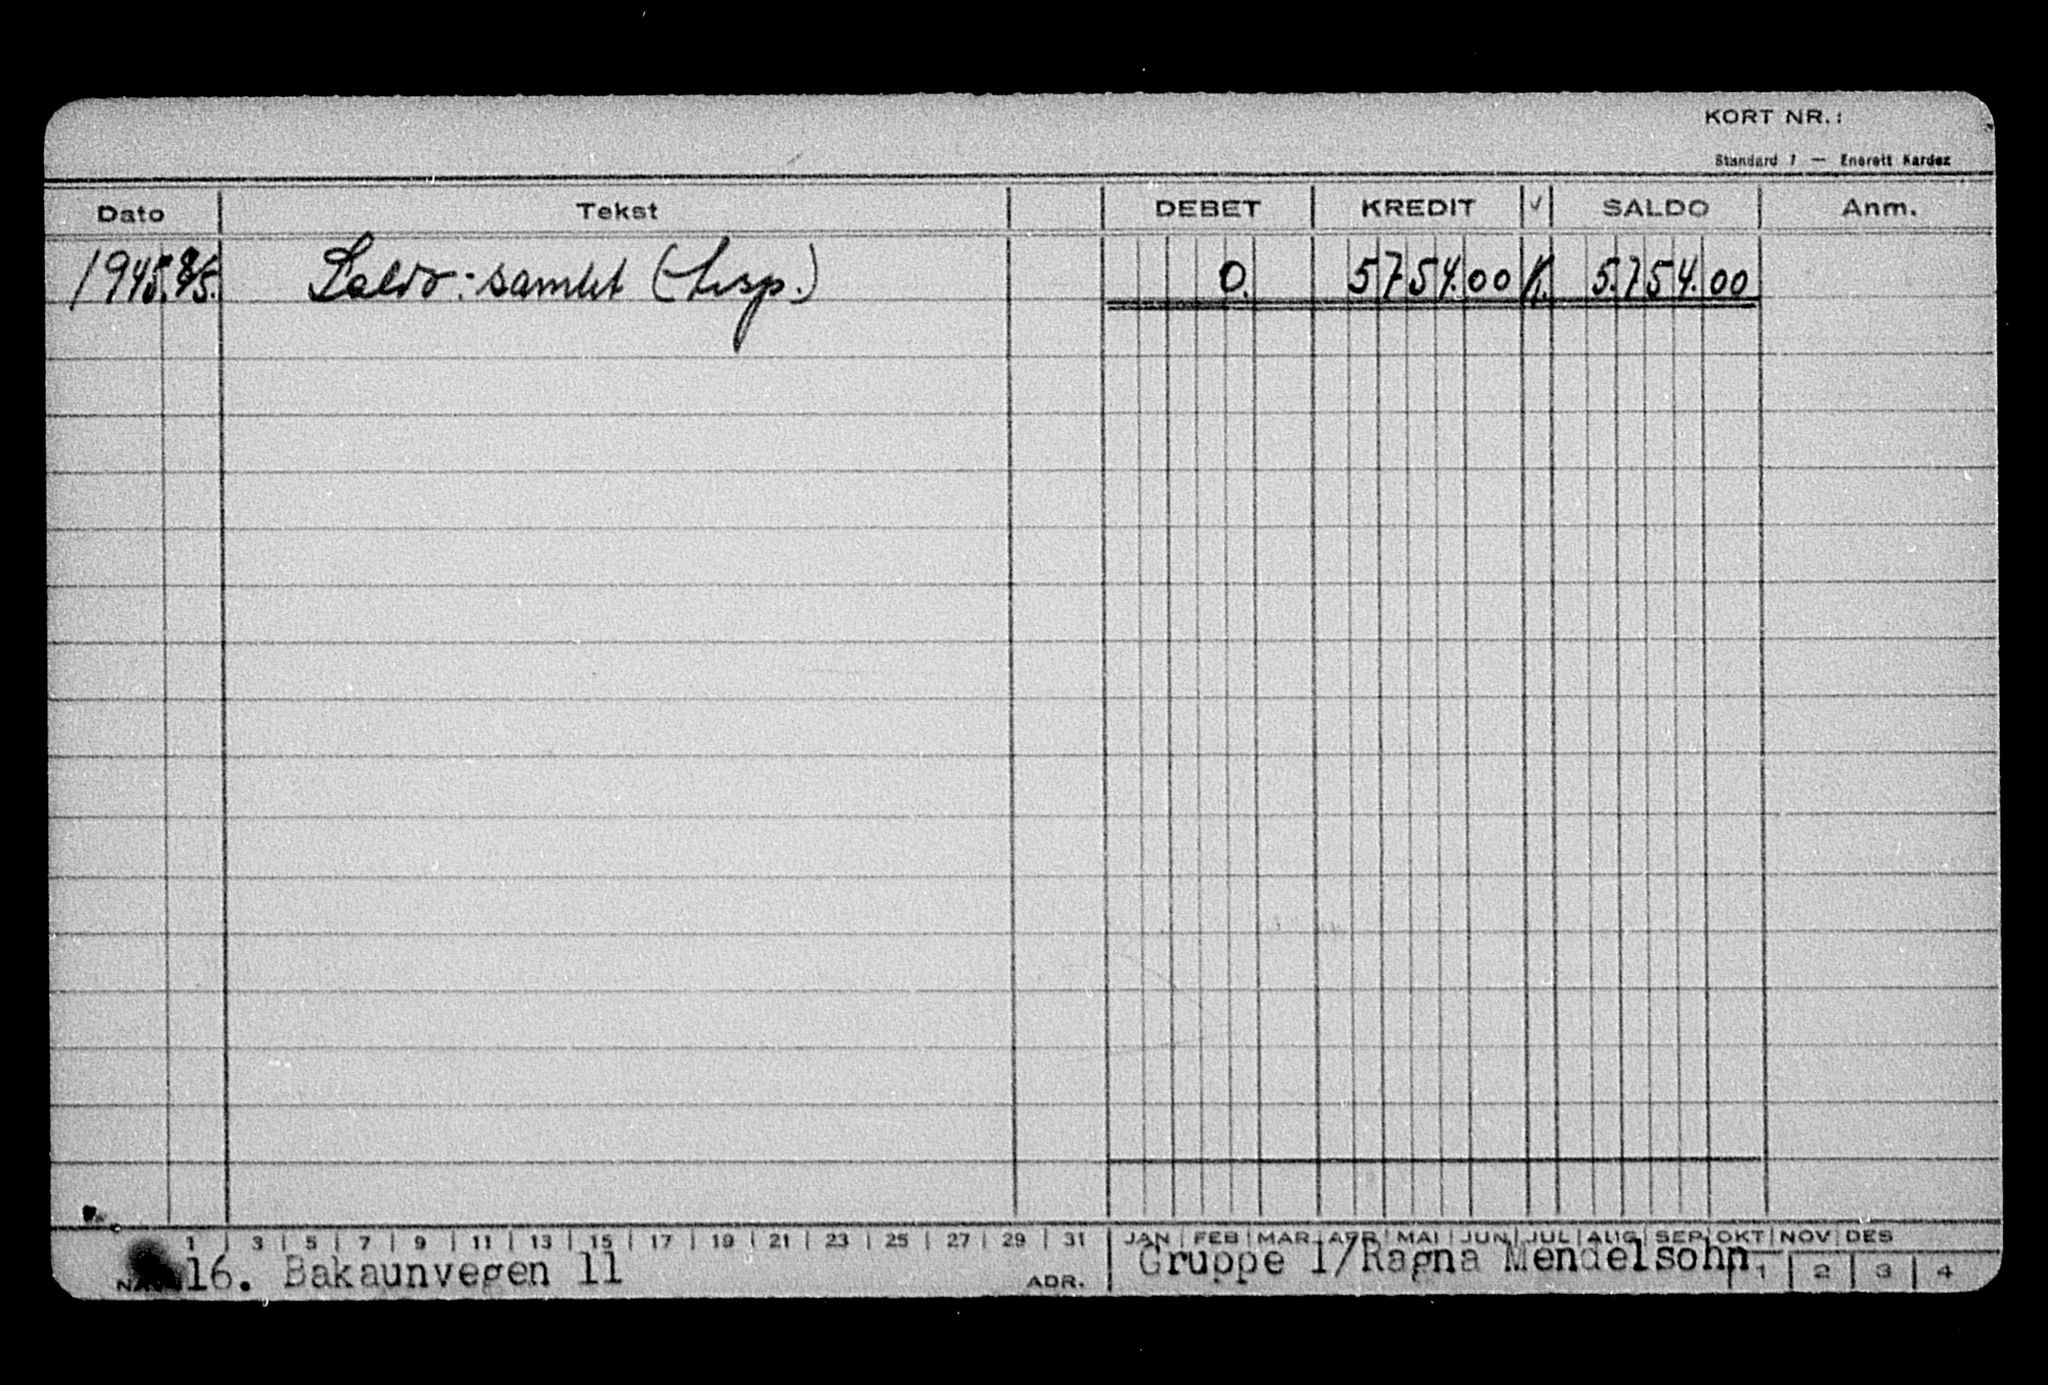 KORT NR.:
Standard 7 — Enerett Kardex
Dato Tekst DEBET KREDIT √ SALDO Anm.
1945 8/5. Saldo: samlet (Lisp.) 0. 5754.00 K. 5.754.00
1 3 5 7 9 11 13 15 17 19 21 23 25 27 29 31 JAN FEB MAR APR MAI JUN JUL AUG SEP OKT NOV DES
16. Bakaunvegen 11 ADR. Gruppe 1/Ragna Mendelsohn 1 2 3 4